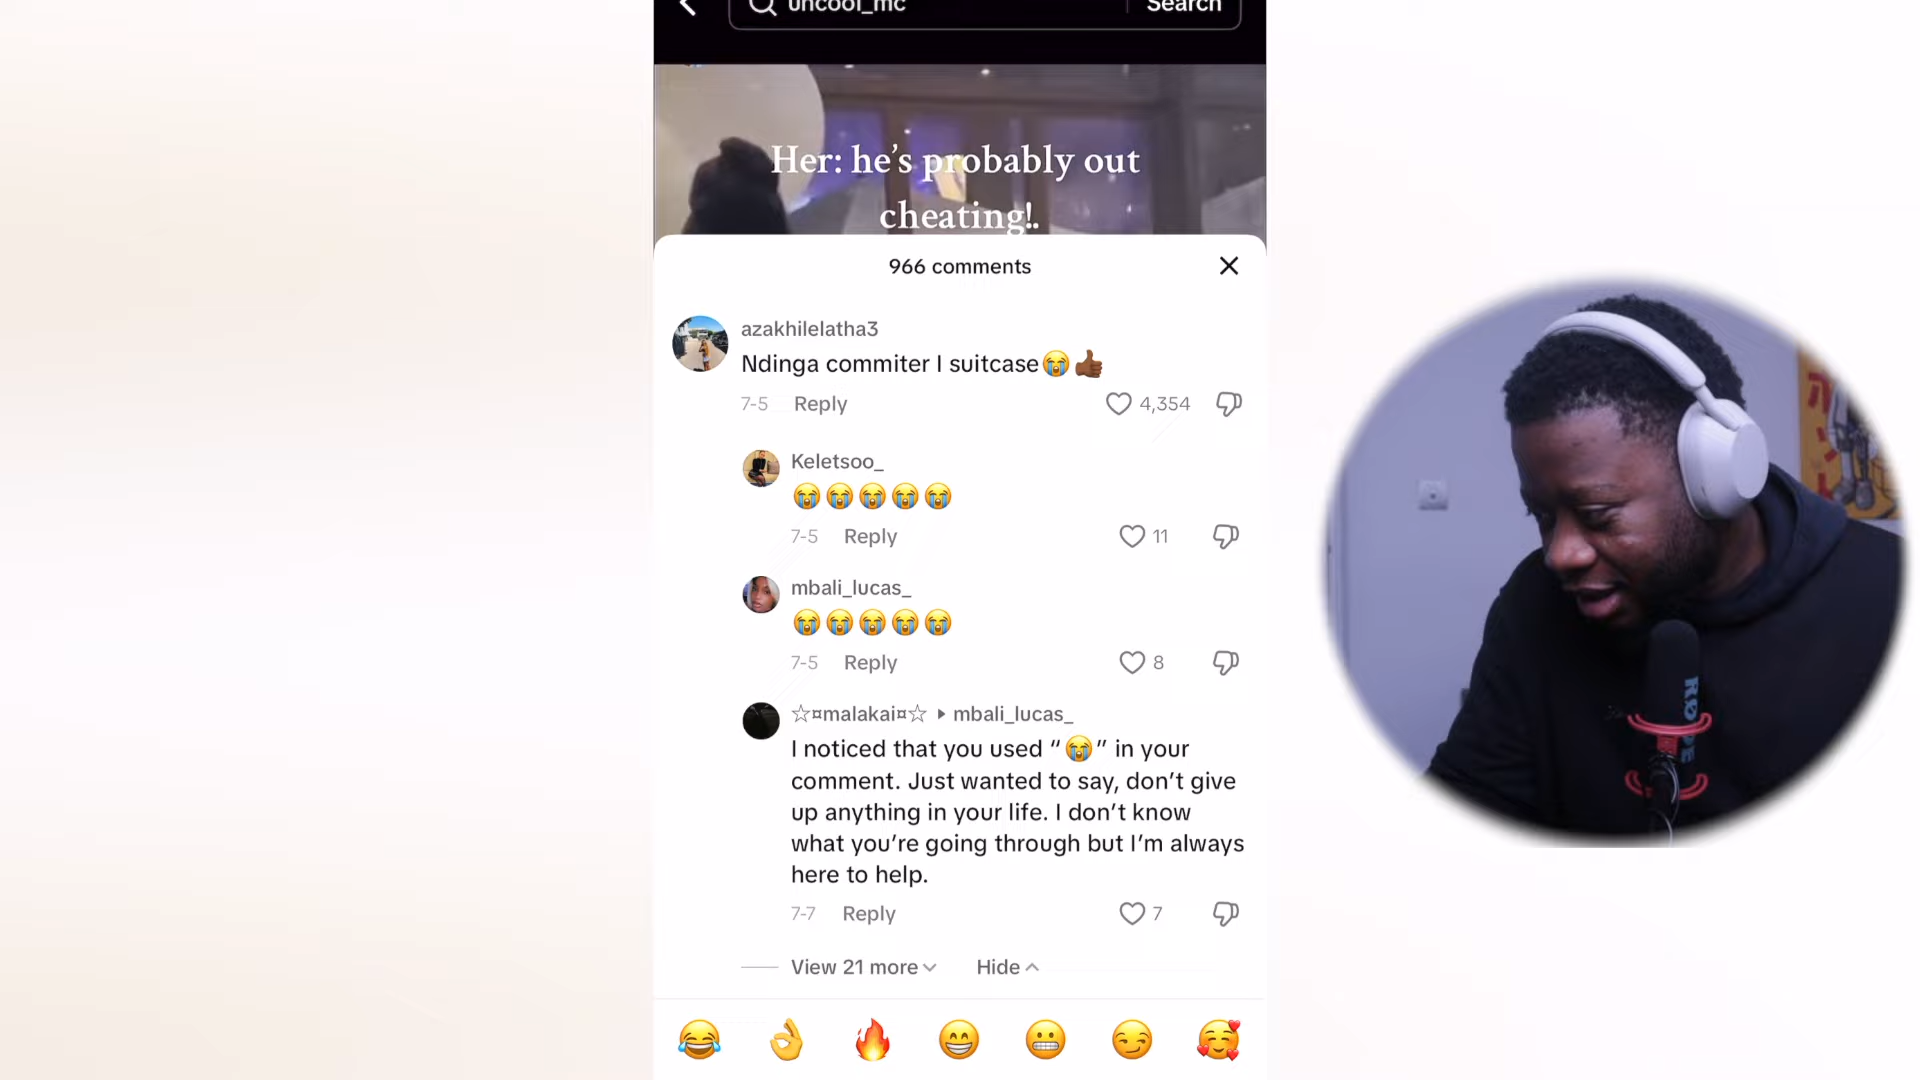 uncool_mc
Search
Her: he’s probably out
cheating!.
966 comments
azakhilelatha3
Ndinga commiter I suitcase😭👍🏾
7-5 Reply 4,354
Keletsoo_
😭😭😭😭😭
7-5 Reply 11
mbali_lucas_
😭😭😭😭😭
7-5 Reply 8
☆¤malakai¤☆ ▸ mbali_lucas_
I noticed that you used “😭” in your
comment. Just wanted to say, don’t give
up anything in your life. I don’t know
what you’re going through but I’m always
here to help.
7-7 Reply 7
View 21 more Hide
RØDE